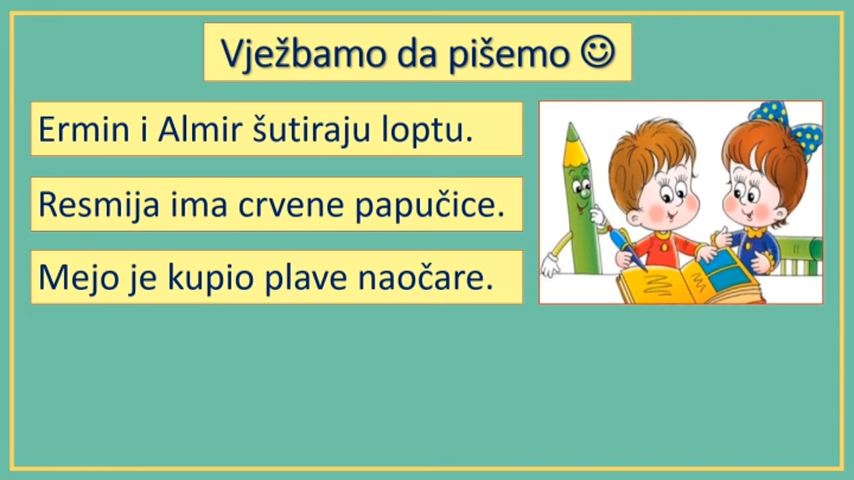 Vježbamo da pišemo ☺
Ermin i Almir šutiraju loptu.
Resmija ima crvene papučice.
Mejo je kupio plave naočare.